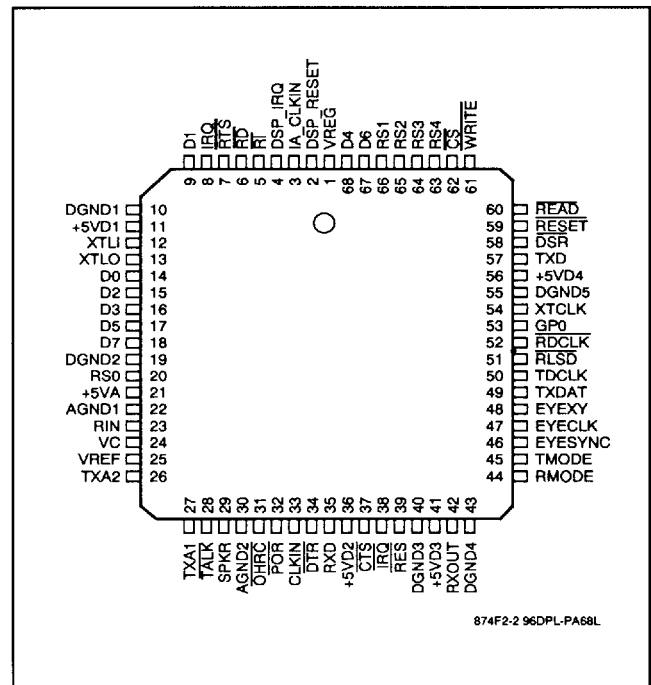 D1
IRQ
RTS
RD
RI
DSP_IRQ
IA_CLKIN
DSP_RESET
VREG
D4
D6
RS1
RS2
RS3
RS4
CS
WRITE
9 8 7 6 5 4 3 2 1 68 67 66 65 64 63 62 61
DGND1 10
+5VD1 11
XTLI 12
XTLO 13
D0 14
D2 15
D3 16
D5 17
D7 18
DGND2 19
RS0 20
+5VA 21
AGND1 22
RIN 23
VC 24
VREF 25
TXA2 26
60 READ
59 RESET
58 DSR
57 TXD
56 +5VD4
55 DGND5
54 XTCLK
53 GP0
52 RDCLK
51 RLSD
50 TDCLK
49 TXDAT
48 EYEXY
47 EYECLK
46 EYESYNC
45 TMODE
44 RMODE
27 28 29 30 31 32 33 34 35 36 37 38 39 40 41 42 43
TXA1
TALK
SPKR
AGND2
OHRC
POR
CLKIN
DTR
RXD
+5VD2
CTS
IRQ
RES
DGND3
+5VD3
RXOUT
DGND4
874F2-2 96DPL-PA68L